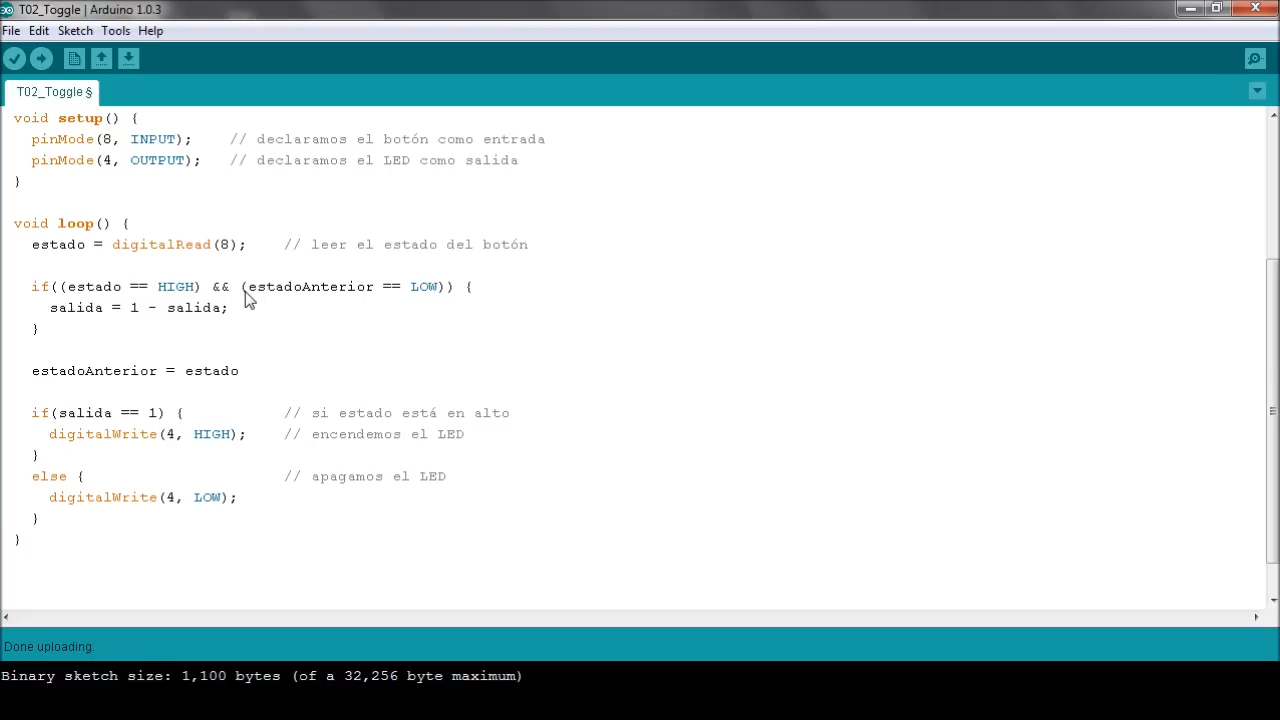 T02_Toggle | Arduino 1.0.3
File Edit Sketch Tools Help
T02_Toggle §
void setup() {
  pinMode(8, INPUT);    // declaramos el botón como entrada
  pinMode(4, OUTPUT);   // declaramos el LED como salida
}
void loop() {
  estado = digitalRead(8);    // leer el estado del botón
  if((estado == HIGH) && (estadoAnterior == LOW)) {
    salida = 1 - salida;
  }
  estadoAnterior = estado
  if(salida == 1) {           // si estado está en alto
    digitalWrite(4, HIGH);    // encendemos el LED
  }
  else {                      // apagamos el LED
    digitalWrite(4, LOW);
  }
}
Done uploading.
Binary sketch size: 1,100 bytes (of a 32,256 byte maximum)